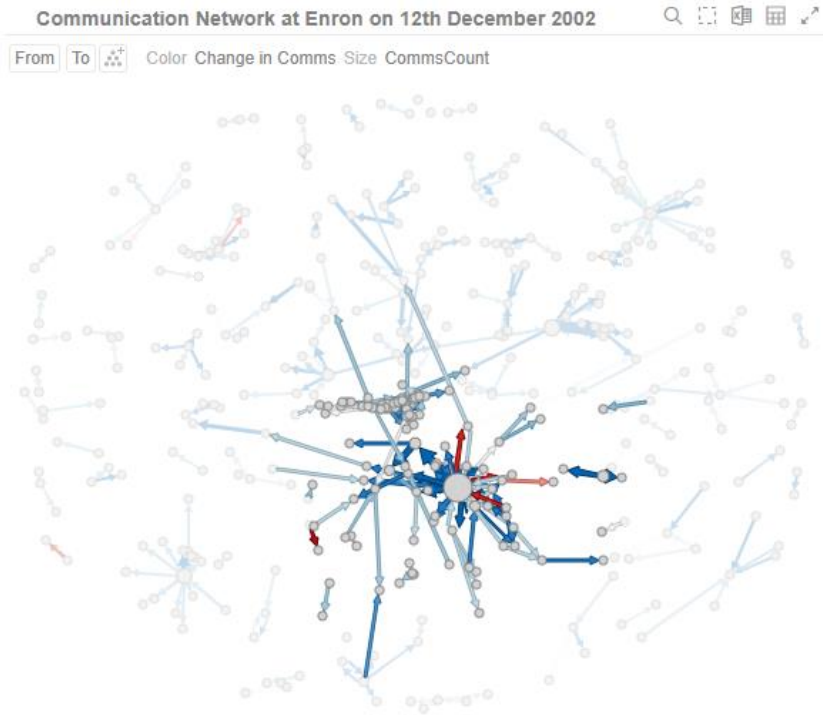 Communication Network at Enron on 12th December 2002
From To Color Change in Comms Size CommsCount